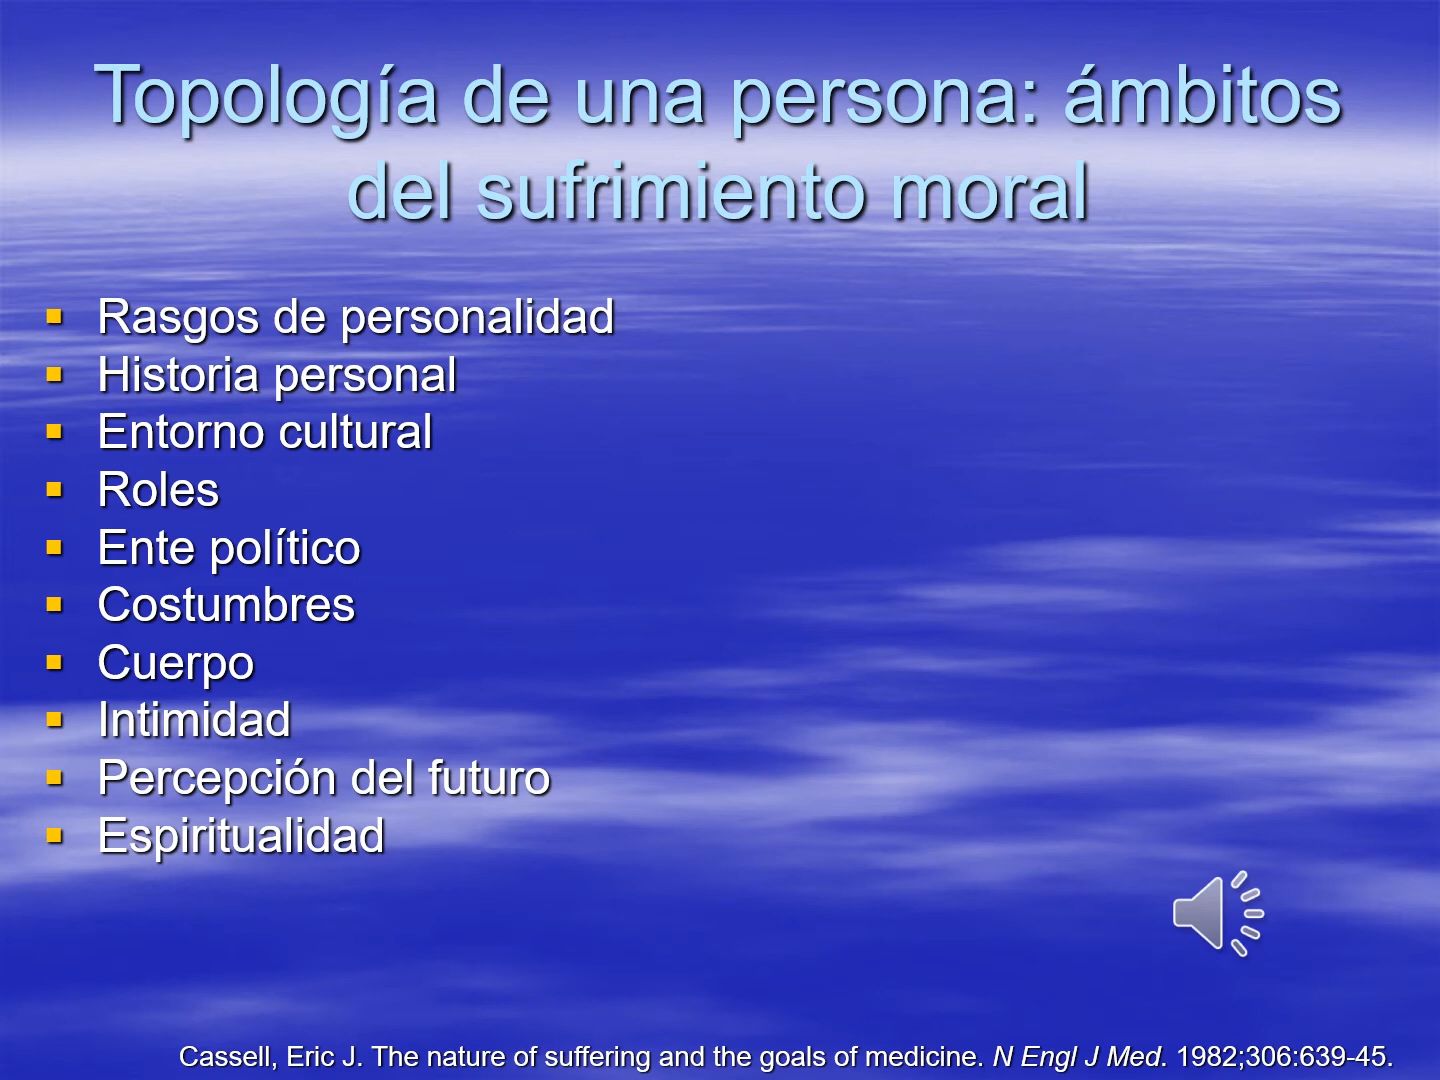 Topología de una persona: ámbitos
del sufrimiento moral
Rasgos de personalidad
Historia personal
Entorno cultural
Roles
Ente político
Costumbres
Cuerpo
Intimidad
Percepción del futuro
Espiritualidad
Cassell, Eric J. The nature of suffering and the goals of medicine. N Engl J Med. 1982;306:639-45.